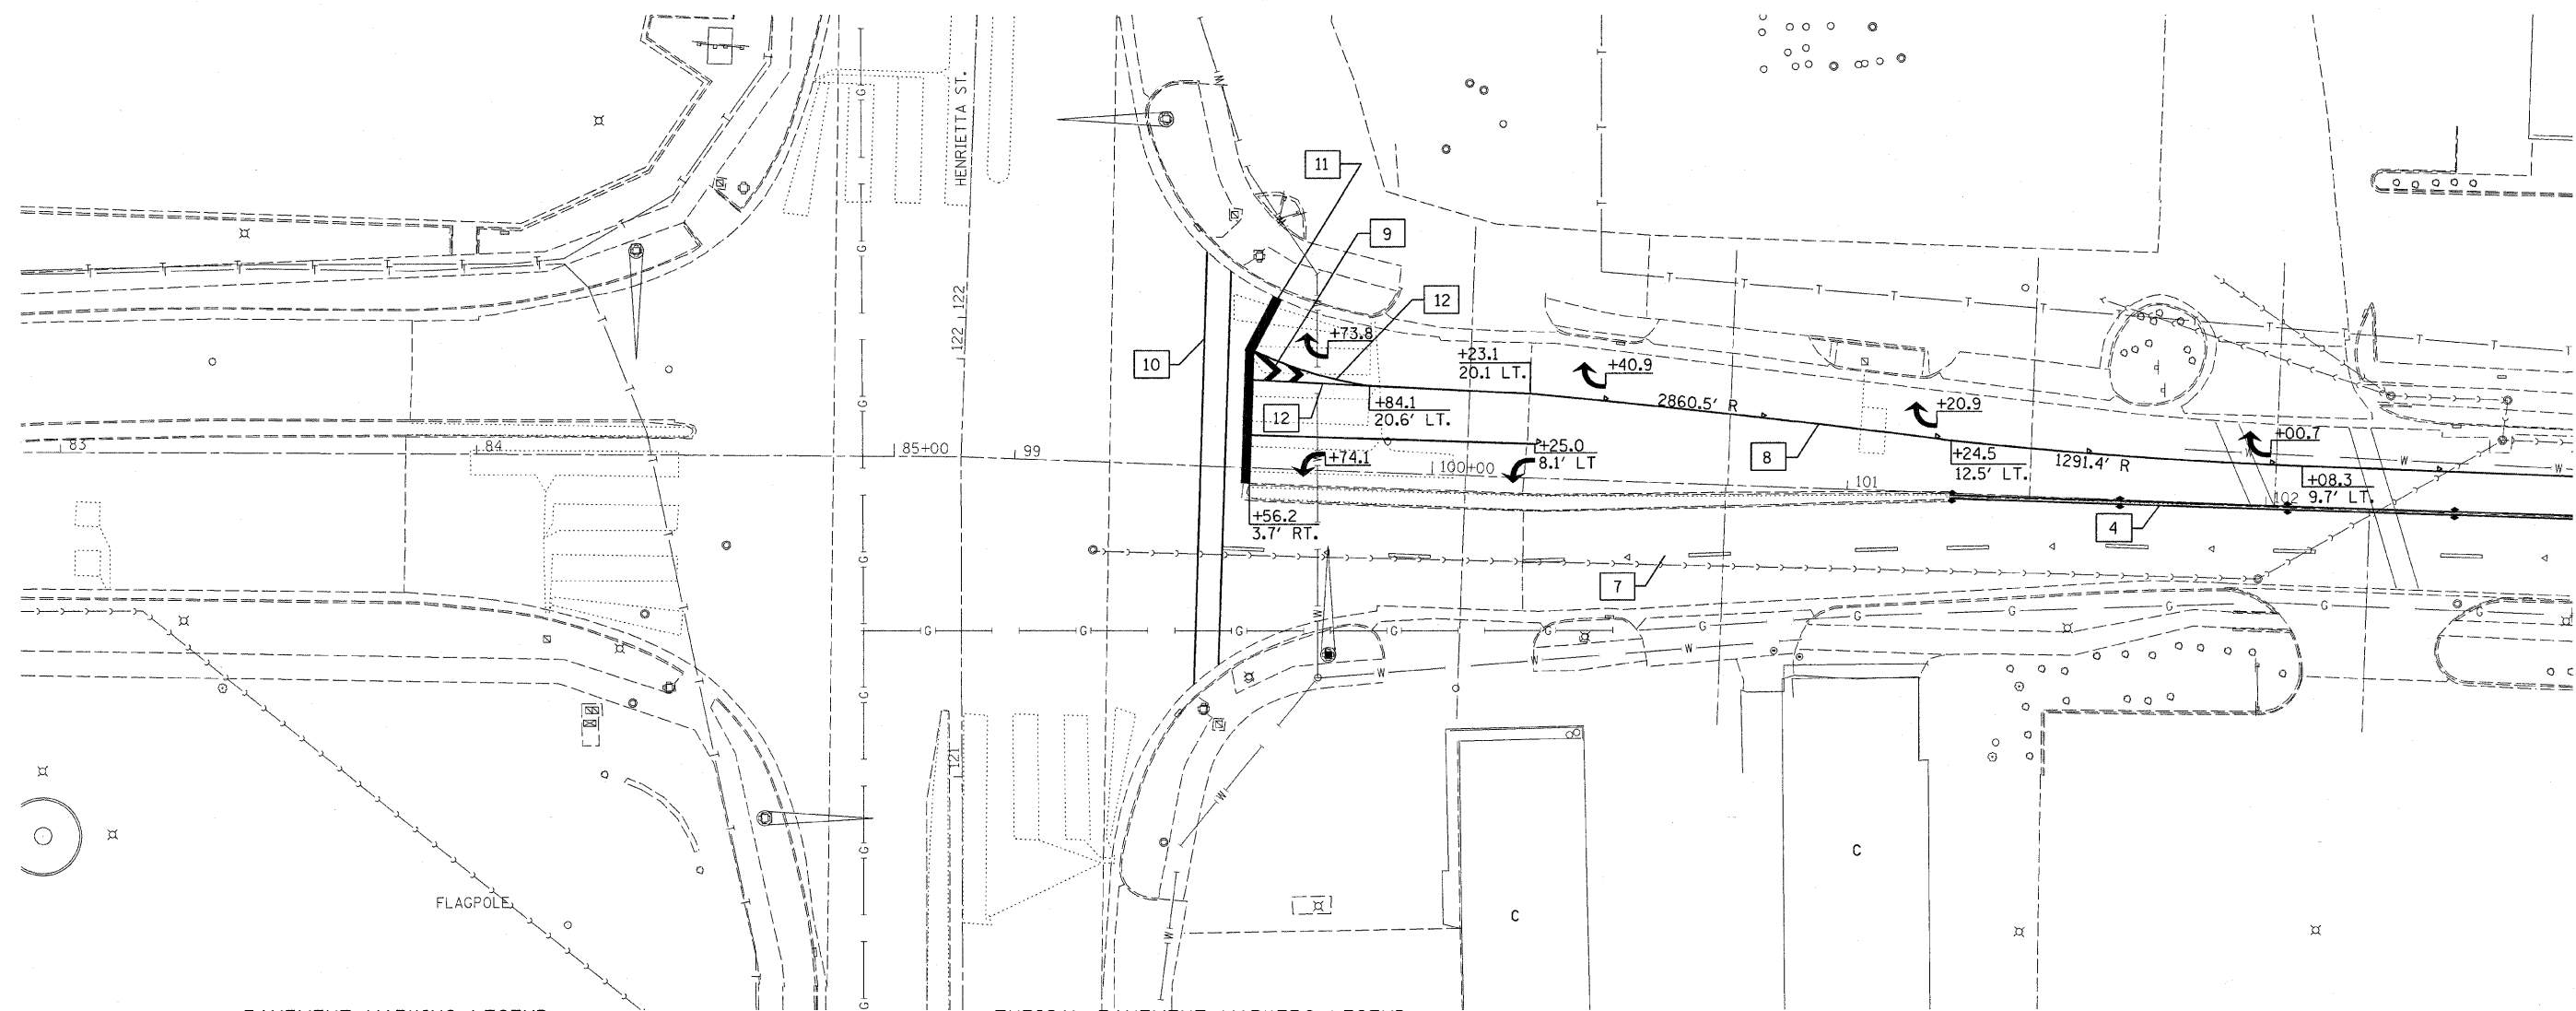 HENRIETTA ST.
11
9
12
122
122
+73.8
10
+23.1
20.1 LT.
+40.9
2860.5' R
+84.1
20.6' LT.
12
+20.9
83
84
85+00
99
+74.1
100+00
+25.0
8.1' LT
8
+24.5
12.5' LT.
1291.4' R
+00.7
101
102
+08.3
9.7' LT.
+56.2
3.7' RT.
4
7
121
C
C
FLAGPOLE
T
G
W